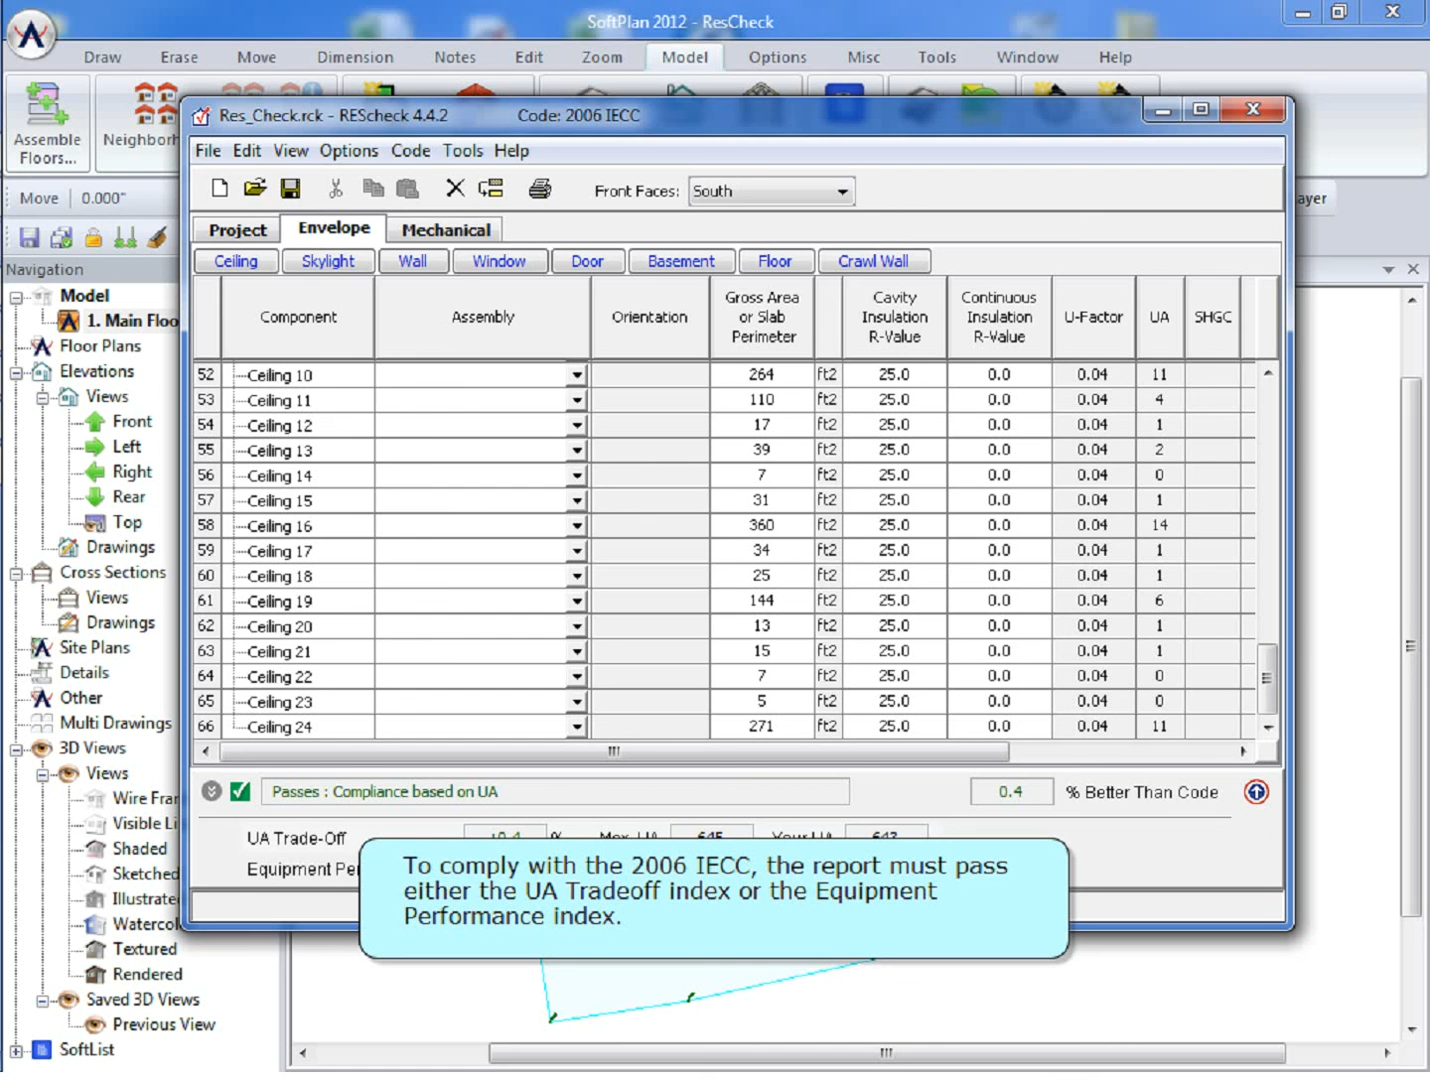 SoftPlan 2012 - ResCheck
Draw Erase Move Dimension Notes Edit Zoom Model Options Misc Tools Window Help
Assemble
Floors...
Res_Check.rck - REScheck 4.4.2 Code: 2006 IECC
File Edit View Options Code Tools Help
Move 0.000"
Front Faces: South
ayer
Project Envelope Mechanical
Ceiling Skylight Wall Window Door Basement Floor Crawl Wall
Navigation
Model
1. Main Floo
Floor Plans
Elevations
Views
Front
Left
Right
Rear
Top
Drawings
Cross Sections
Views
Drawings
Site Plans
Details
Other
Multi Drawings
3D Views
Views
Wire Fra
Visible Li
Shaded
Sketched
Illustrate
Waterco
Textured
Rendered
Saved 3D Views
Previous View
SoftList
Component Assembly Orientation Gross Area or Slab Perimeter Cavity Insulation R-Value Continuous Insulation R-Value U-Factor UA SHGC
52 Ceiling 10 264 ft2 25.0 0.0 0.04 11
53 Ceiling 11 110 ft2 25.0 0.0 0.04 4
54 Ceiling 12 17 ft2 25.0 0.0 0.04 1
55 Ceiling 13 39 ft2 25.0 0.0 0.04 2
56 Ceiling 14 7 ft2 25.0 0.0 0.04 0
57 Ceiling 15 31 ft2 25.0 0.0 0.04 1
58 Ceiling 16 360 ft2 25.0 0.0 0.04 14
59 Ceiling 17 34 ft2 25.0 0.0 0.04 1
60 Ceiling 18 25 ft2 25.0 0.0 0.04 1
61 Ceiling 19 144 ft2 25.0 0.0 0.04 6
62 Ceiling 20 13 ft2 25.0 0.0 0.04 1
63 Ceiling 21 15 ft2 25.0 0.0 0.04 1
64 Ceiling 22 7 ft2 25.0 0.0 0.04 0
65 Ceiling 23 5 ft2 25.0 0.0 0.04 0
66 Ceiling 24 271 ft2 25.0 0.0 0.04 11
Passes : Compliance based on UA 0.4 % Better Than Code
UA Trade-Off +0.4 % Max. UA 645 Your UA 643
Equipment Pe
To comply with the 2006 IECC, the report must pass
either the UA Tradeoff index or the Equipment
Performance index.